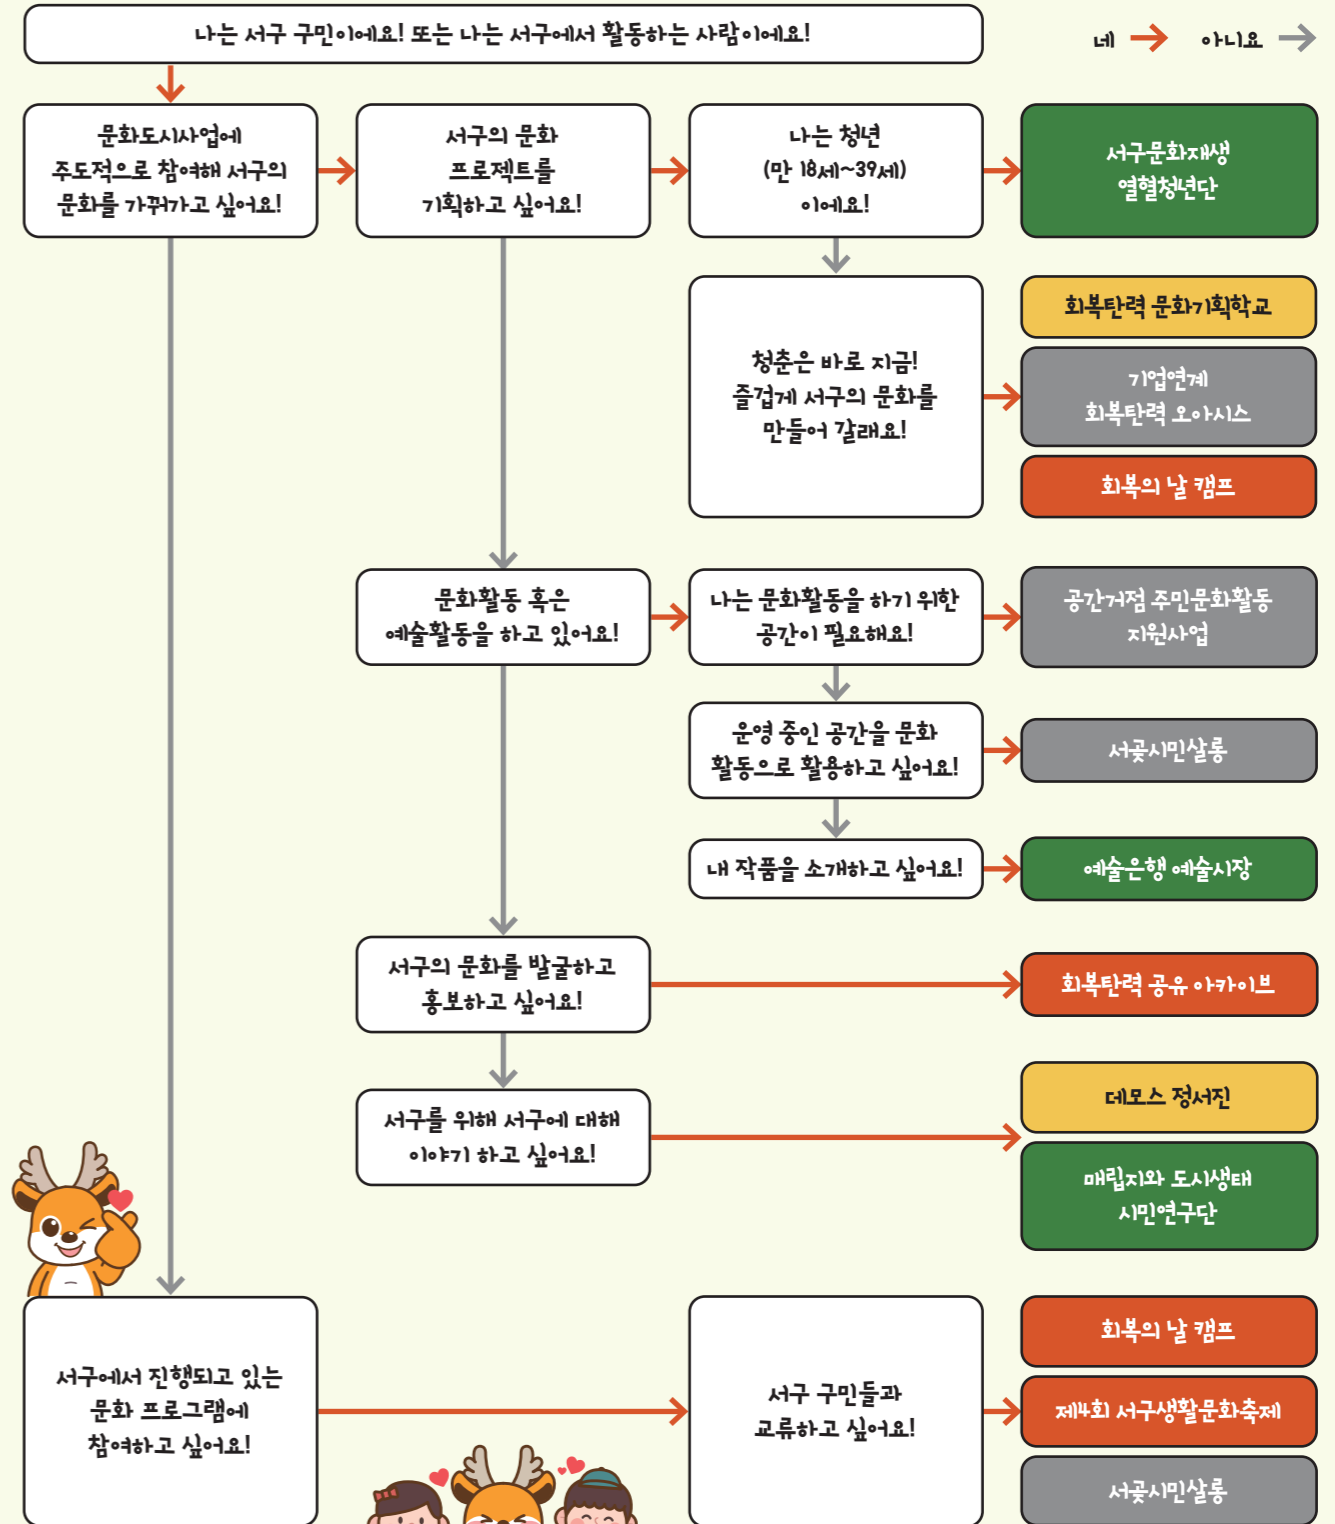 나는 서구 구민이에요! 또는 나는 서구에서 활동하는 사람이에요!
네
아니요
문화도시사업에
주도적으로 참여해 서구의
문화를 가꿔가고 싶어요!
서구의 문화
프로젝트를
기획하고 싶어요!
나는 청년
(만 18세~39세)
이에요!
서구문화재생
열혈청년단
청춘은 바로 지금!
즐겁게 서구의 문화를
만들어 갈래요!
회복탄력 문화기획학교
기업연계
회복탄력 오아시스
회복의 날 캠프
문화활동 혹은
예술활동을 하고 있어요!
나는 문화활동을 하기 위한
공간이 필요해요!
공간거점 주민문화활동
지원사업
운영 중인 공간을 문화
활동으로 활용하고 싶어요!
서곶시민살롱
내 작품을 소개하고 싶어요!
예술은행 예술시장
서구의 문화를 발굴하고
홍보하고 싶어요!
회복탄력 공유 아카이브
서구를 위해 서구에 대해
이야기 하고 싶어요!
데모스 정서진
매립지와 도시생태
시민연구단
서구에서 진행되고 있는
문화 프로그램에
참여하고 싶어요!
서구 구민들과
교류하고 싶어요!
회복의 날 캠프
제4회 서구생활문화축제
서곶시민살롱